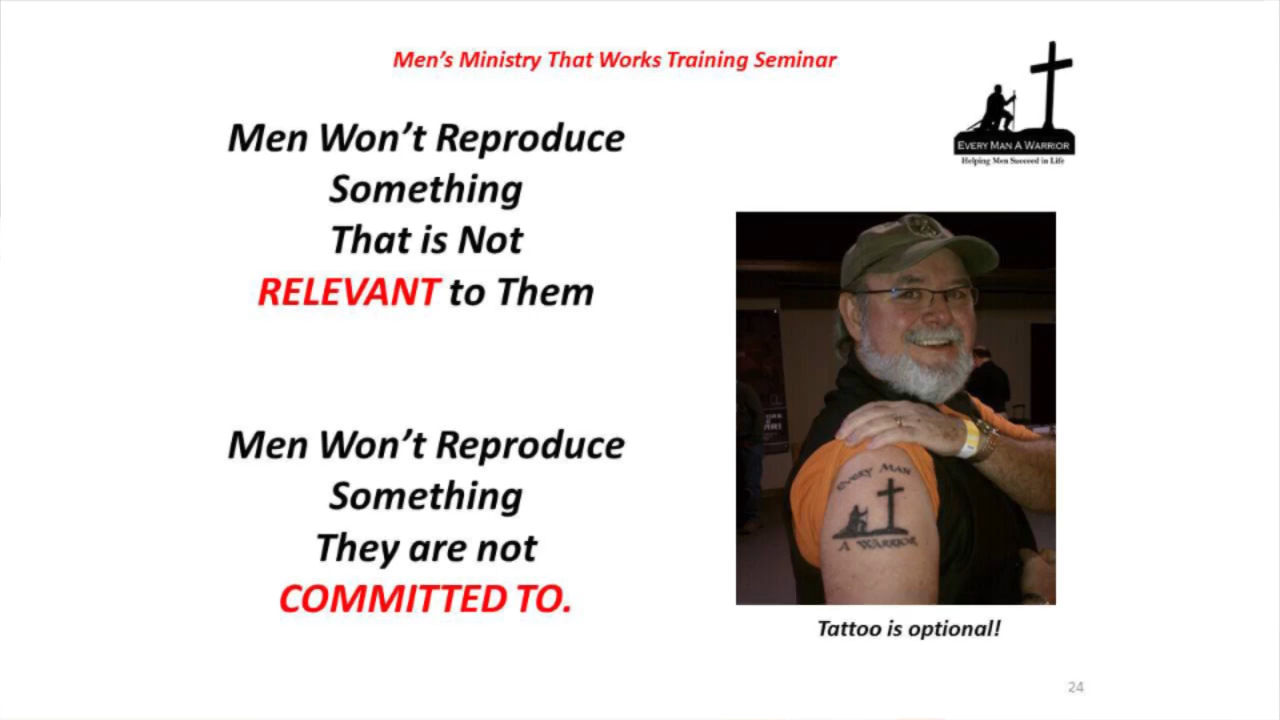 Men's Ministry That Works Training Seminar
EVERY MAN A WARRIOR
Helping Men Succeed in Life
Men Won't Reproduce
Something
That is Not
RELEVANT to Them
Men Won't Reproduce
Something
They are not
COMMITTED TO.
EVERY MAN
A WARRIOR
Tattoo is optional!
24